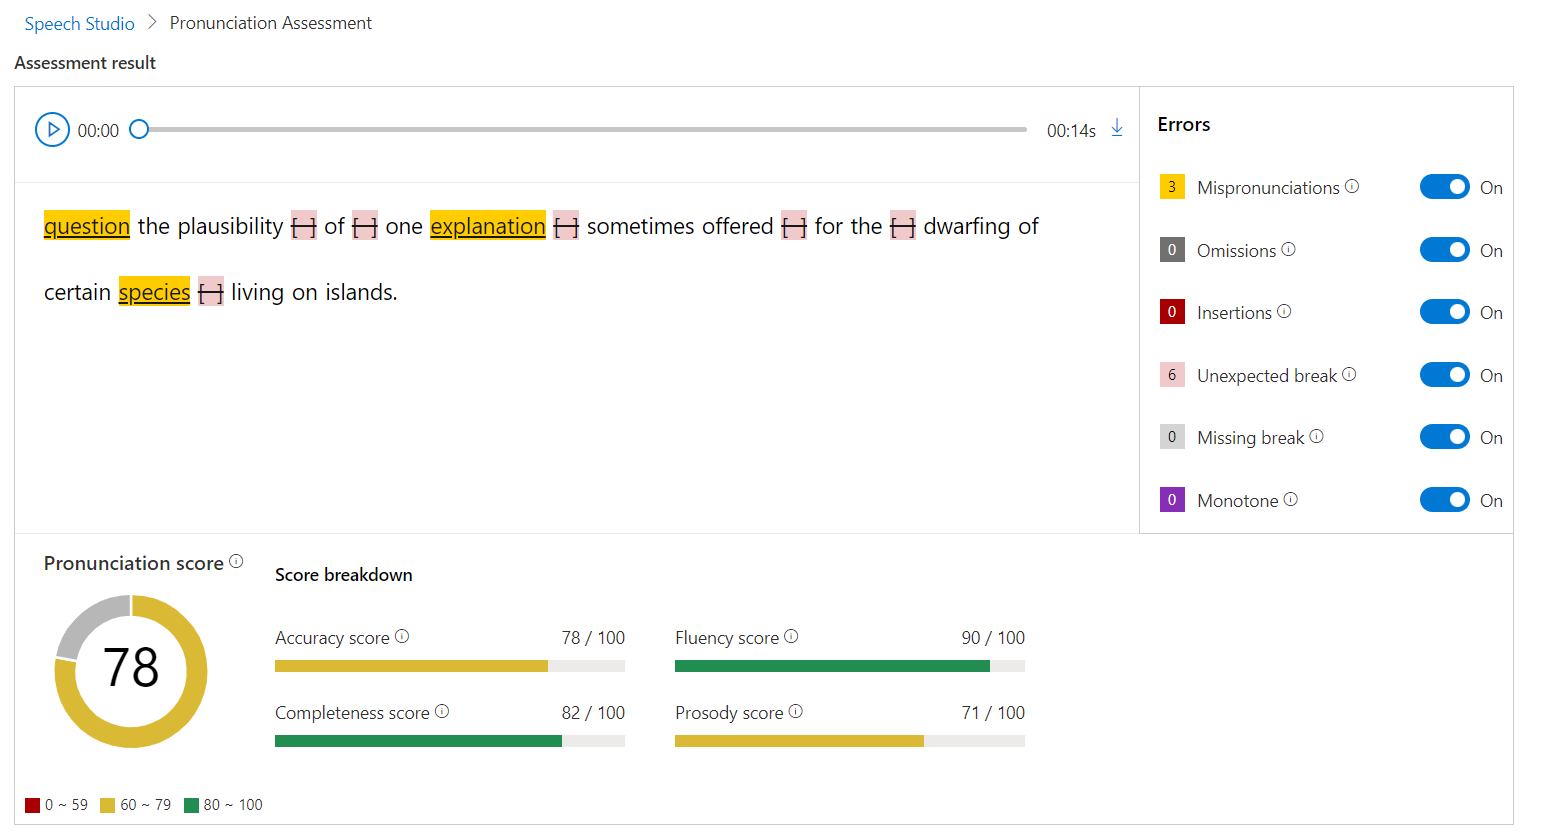 Speech Studio > Pronunciation Assessment
Assessment result
00:00 00:14s
question the plausibility [ ] of [ ] one explanation [ ] sometimes offered [ ] for the [ ] dwarfing of
certain species [ ] living on islands.
Errors
3 Mispronunciations On
0 Omissions On
0 Insertions On
6 Unexpected break On
0 Missing break On
0 Monotone On
Pronunciation score
78
Score breakdown
Accuracy score 78 / 100
Fluency score 90 / 100
Completeness score 82 / 100
Prosody score 71 / 100
0 ~ 59 60 ~ 79 80 ~ 100